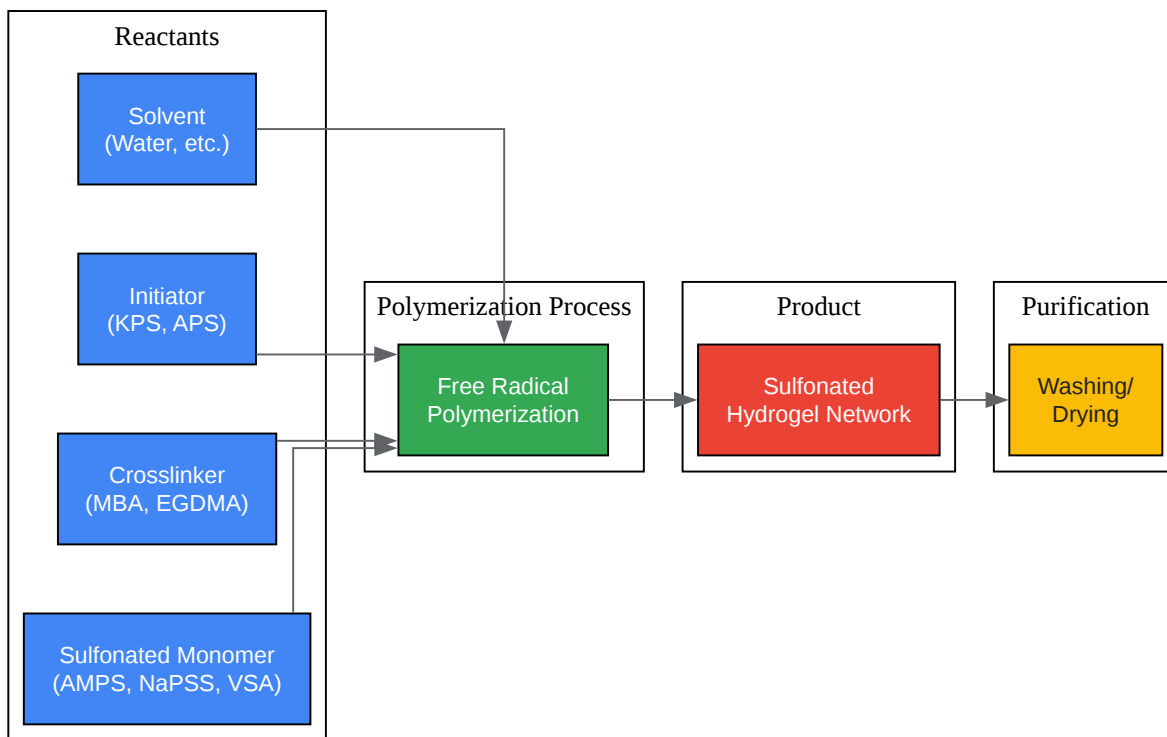 Reactants
Solvent
(Water, etc.)
Initiator
(KPS, APS)
Crosslinker
(MBA, EGDMA)
Sulfonated Monomer
(AMPS, NaPSS, VSA)
Polymerization Process
Free Radical
Polymerization
Product
Sulfonated
Hydrogel Network
Purification
Washing/
Drying